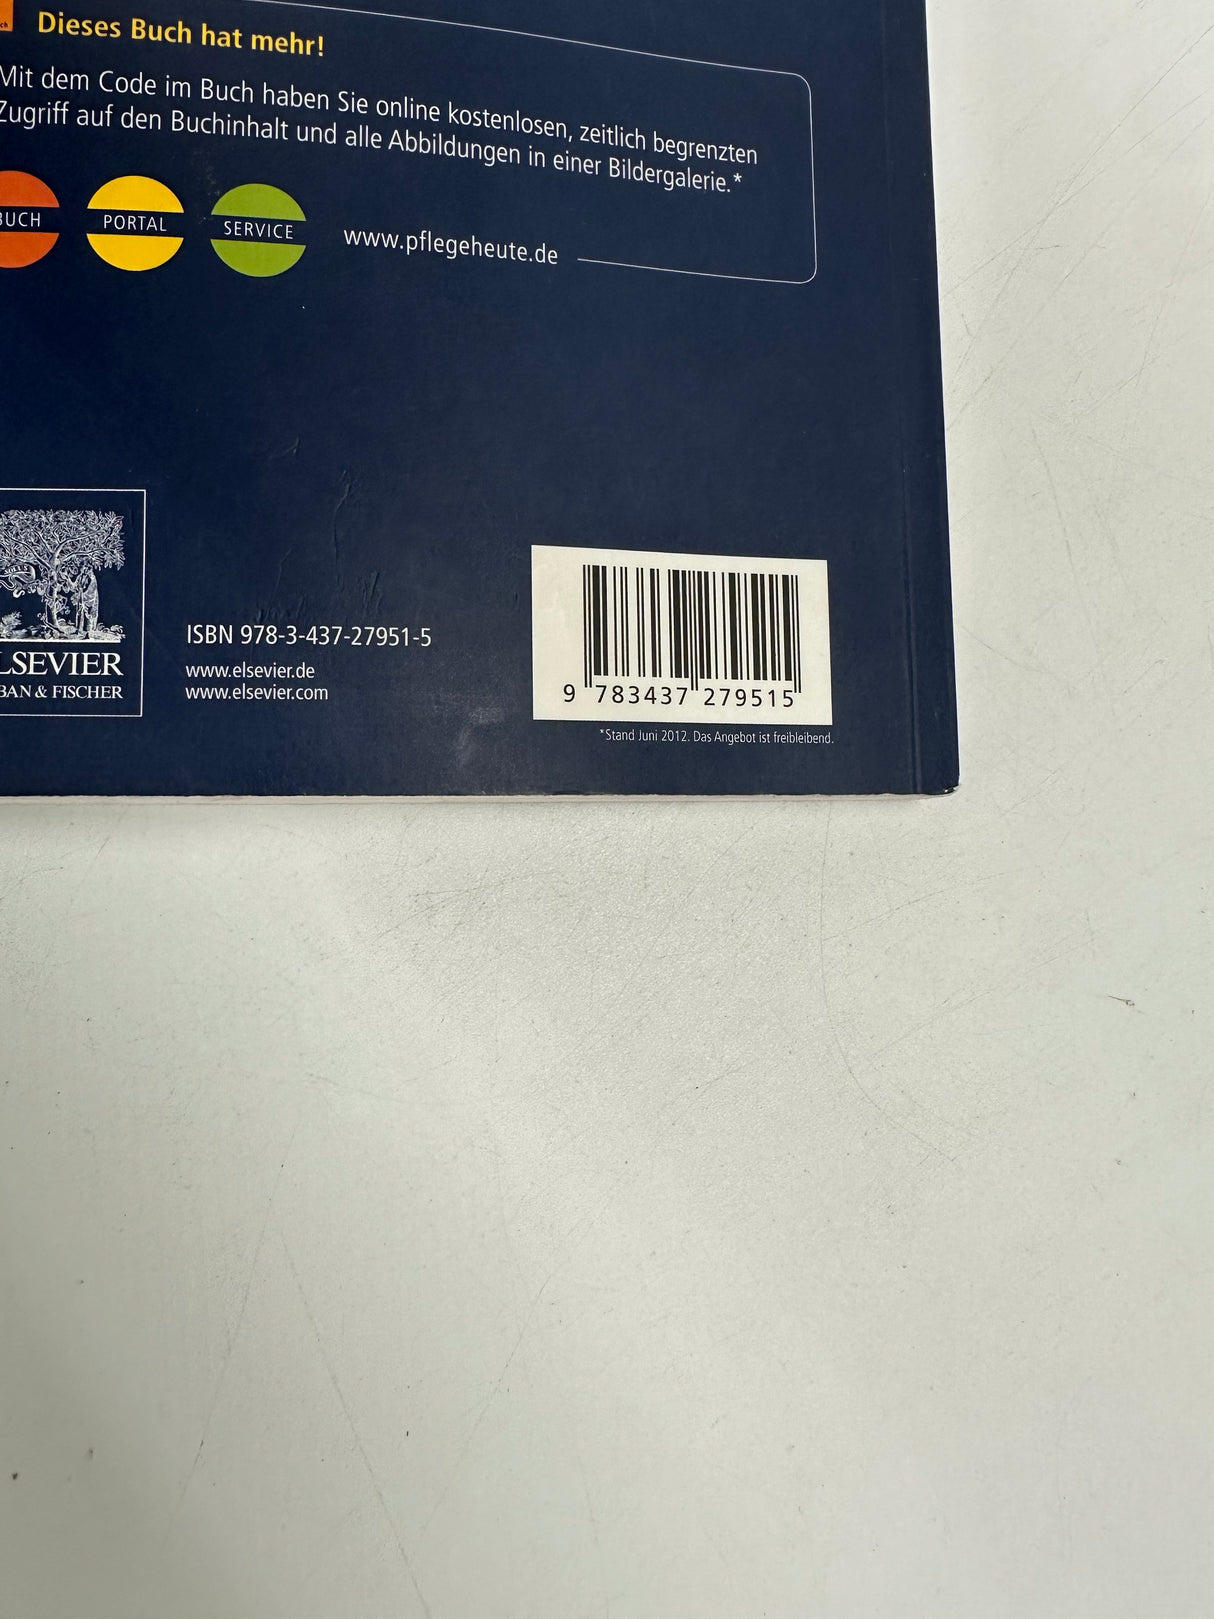 Dieses Buch hat mehr!
Mit dem Code im Buch haben Sie online kostenlosen, zeitlich begrenzten
Zugriff auf den Buchinhalt und alle Abbildungen in einer Bildergalerie.*
BUCH PORTAL SERVICE www.pflegeheute.de
LSEVIER
BAN & FISCHER
ISBN 978-3-437-27951-5
www.elsevier.de
www.elsevier.com
9 783437 279515
*Stand Juni 2012. Das Angebot ist freibleibend.